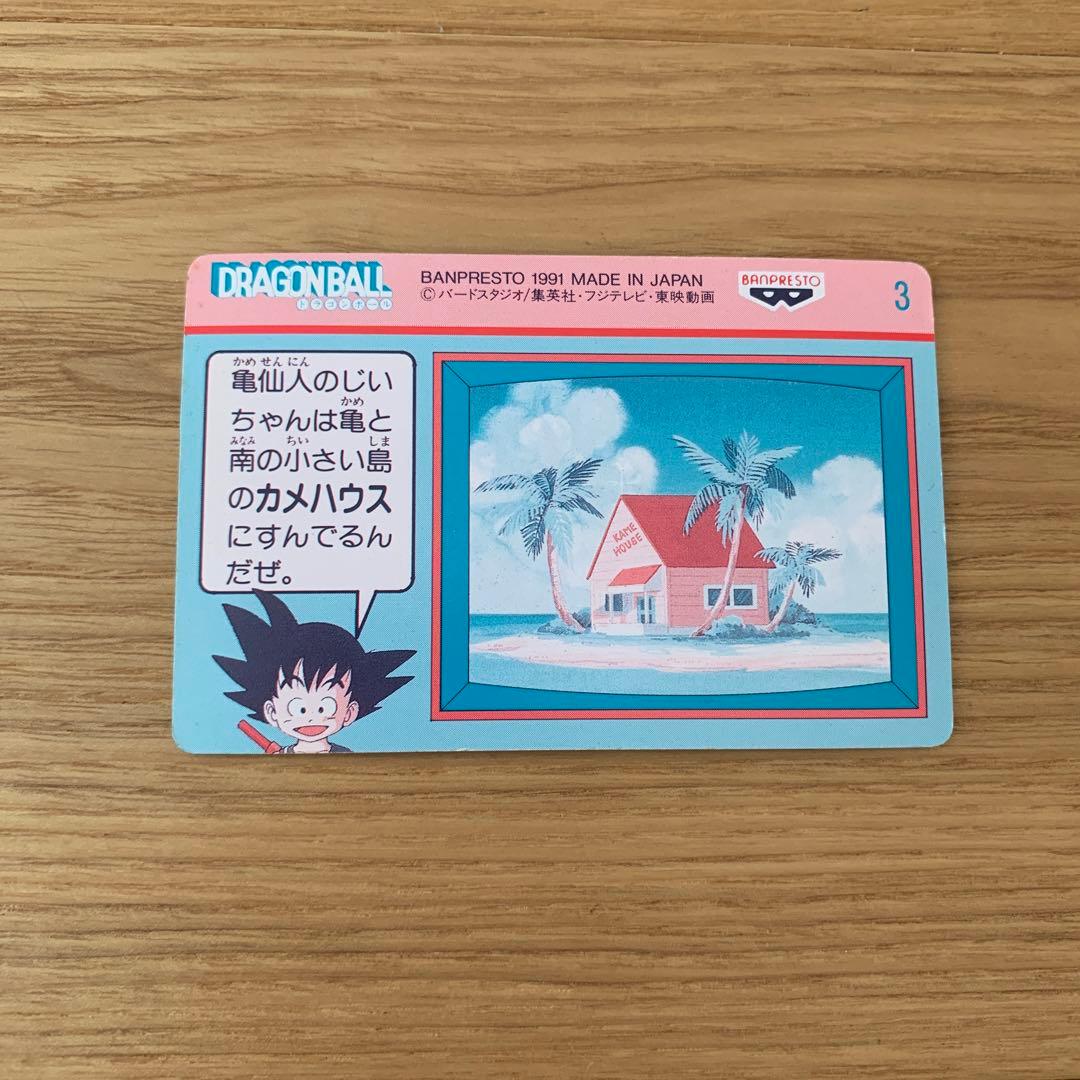 DRAGONBALL
ドラゴンボール
BANPRESTO 1991 MADE IN JAPAN
©バードスタジオ/集英社・フジテレビ・東映動画
BANPRESTO
3
かめせんにん
亀仙人のじい
かめ
ちゃんは亀と
みなみ ちい しま
南の小さい島
のカメハウス
にすんでるん
だぜ。
KAME
HOUSE